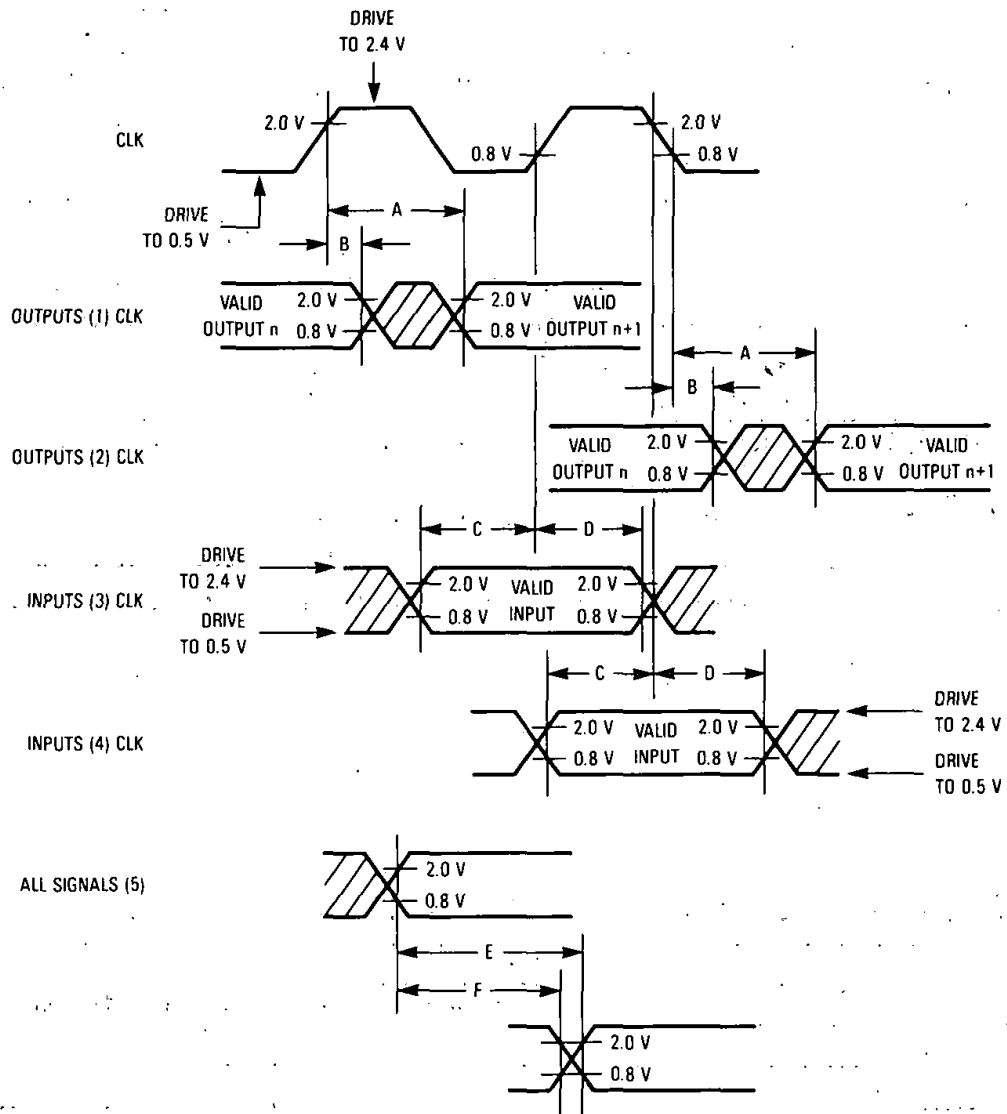 DRIVE
TO 2.4 V
CLK
2.0 V
0.8 V
2.0 V
0.8 V
DRIVE
TO 0.5 V
A
B
OUTPUTS (1) CLK
VALID
OUTPUT n
2.0 V
0.8 V
2.0 V
0.8 V
VALID
OUTPUT n+1
A
B
OUTPUTS (2) CLK
VALID
OUTPUT n
2.0 V
0.8 V
2.0 V
0.8 V
VALID
OUTPUT n+1
C
D
DRIVE
TO 2.4 V
INPUTS (3) CLK
DRIVE
TO 0.5 V
2.0 V
0.8 V
VALID
INPUT
2.0 V
0.8 V
C
D
INPUTS (4) CLK
2.0 V
0.8 V
VALID
INPUT
2.0 V
0.8 V
DRIVE
TO 2.4 V
DRIVE
TO 0.5 V
ALL SIGNALS (5)
2.0 V
0.8 V
E
F
2.0 V
0.8 V